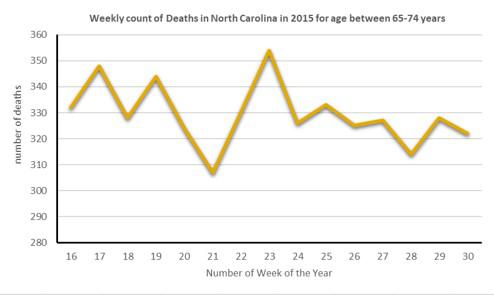 Weekly count of Deaths in North Carolina in 2015 for age between 65-74 years
360
350
340
330
320
310
300
290
280
number of deaths
16 17 18 19 20 21 22 23 24 25 26 27 28 29 30
Number of Week of the Year